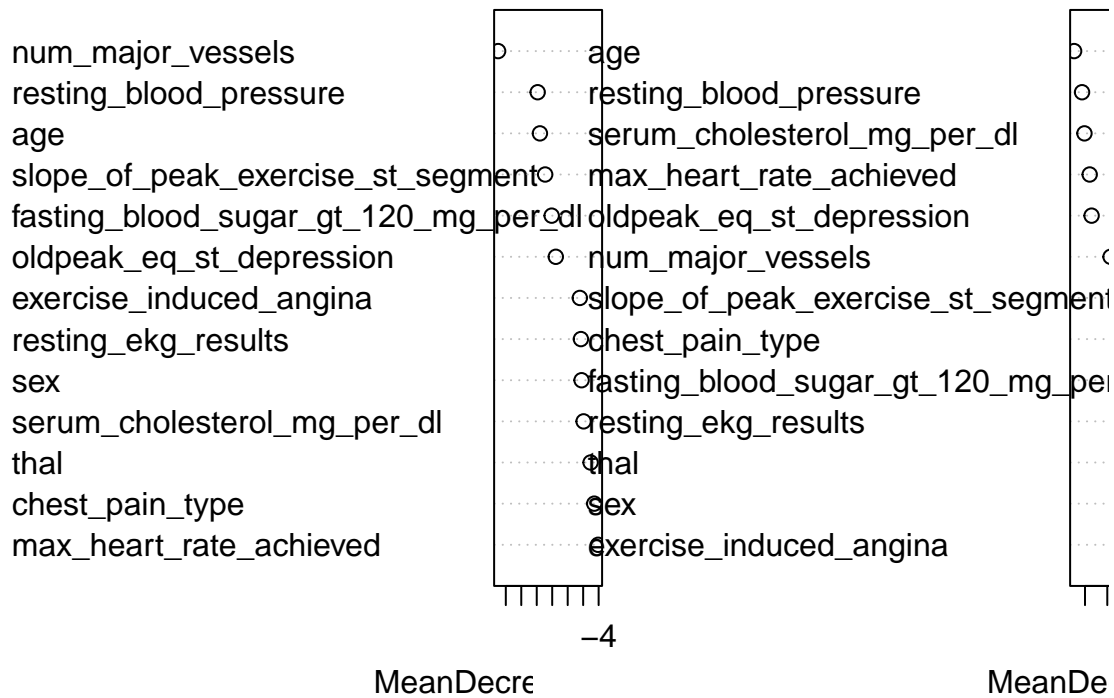 num_major_vessels
resting_blood_pressure
age
slope_of_peak_exercise_st_segment
fasting_blood_sugar_gt_120_mg_per_dl
oldpeak_eq_st_depression
exercise_induced_angina
resting_ekg_results
sex
serum_cholesterol_mg_per_dl
thal
chest_pain_type
max_heart_rate_achieved
−4
MeanDecre
age
resting_blood_pressure
serum_cholesterol_mg_per_dl
max_heart_rate_achieved
oldpeak_eq_st_depression
num_major_vessels
slope_of_peak_exercise_st_segment
chest_pain_type
fasting_blood_sugar_gt_120_mg_per
resting_ekg_results
thal
sex
exercise_induced_angina
MeanDe